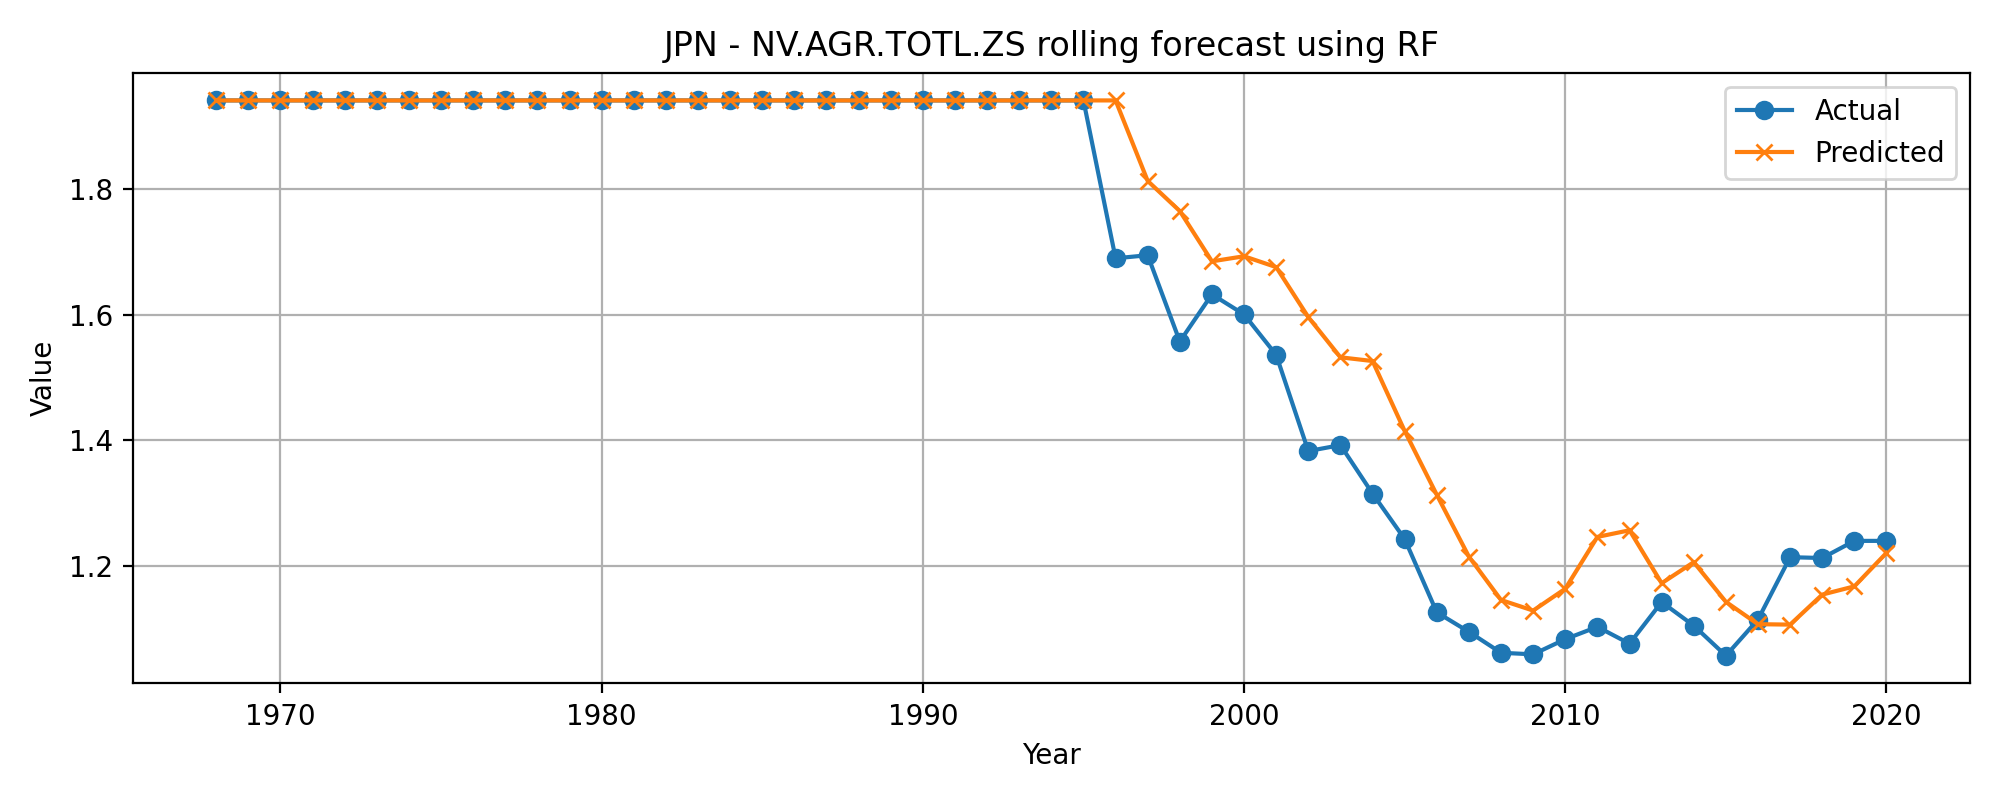 JPN - NV.AGR.TOTL.ZS rolling forecast using RF
Actual
Predicted
Value
1.8
1.6
1.4
1.2
1970 1980 1990 2000 2010 2020
Year